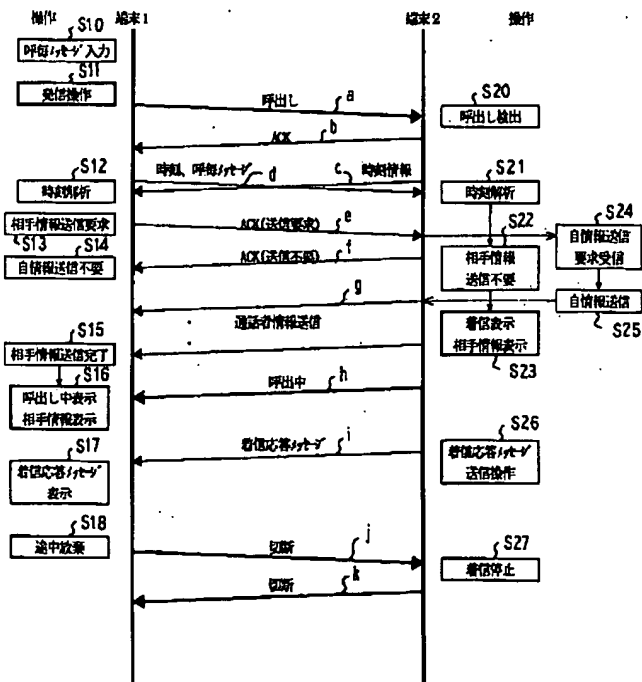 操作
端末1
端末2
操作
S10
呼毎メッセージ入力
S11
発信操作
呼出し
a
S20
呼出し検出
b
ACK
S12
時刻、呼毎メッセージ
d
c
時刻情報
S21
時刻解析
時刻解析
S24
相手情報送信要求
ACK(送信要求)
e
S22
自情報送信
要求受信
S13
S14
自情報送信不要
ACK(送信不要)
f
相手情報
送信不要
g
自情報送信
通話者情報送信
S25
S15
相手情報送信完了
着信表示
相手情報表示
S23
S16
呼出し中表示
相手情報表示
呼出中
h
S17
着信応答メッセージ
i
S26
着信応答メッセージ
表示
着信応答メッセージ
送信操作
S18
途中放棄
切断
j
S27
着信停止
切断
k